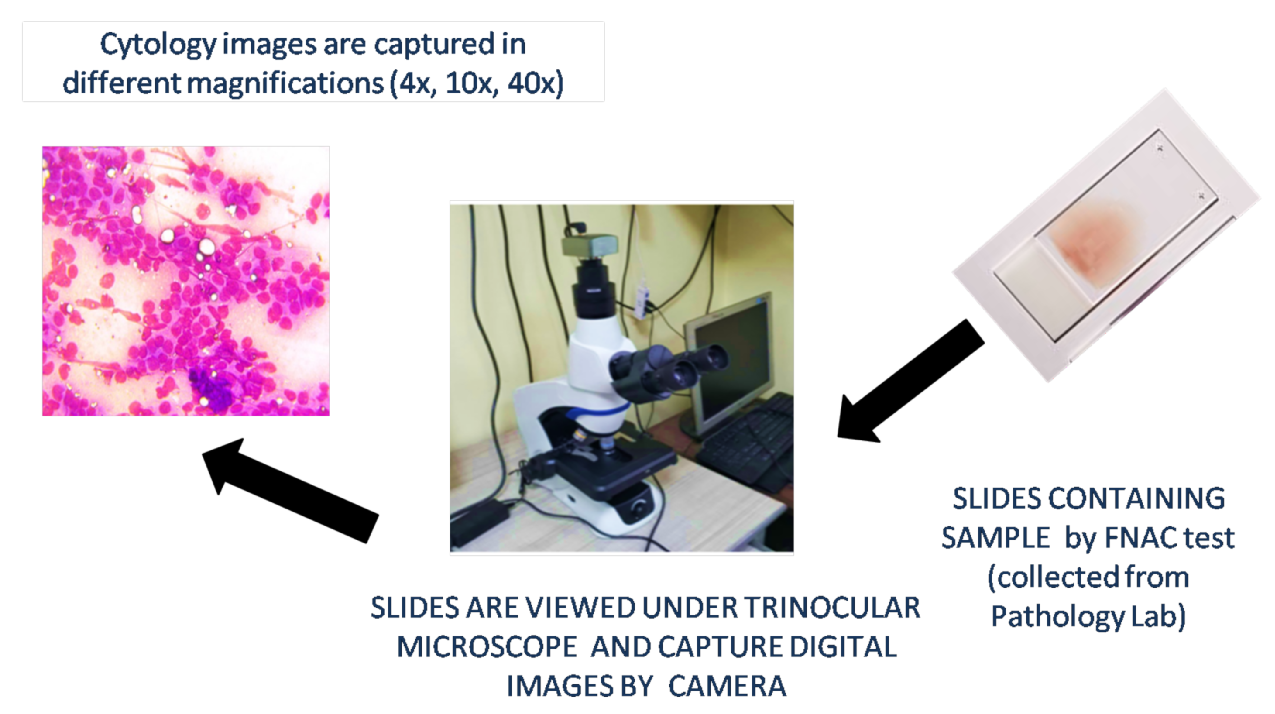 Cytology images are captured in
different magnifications (4x, 10x, 40x)
SLIDES CONTAINING
SAMPLE by FNAC test
(collected from
Pathology Lab)
SLIDES ARE VIEWED UNDER TRINOCULAR
MICROSCOPE AND CAPTURE DIGITAL
IMAGES BY CAMERA